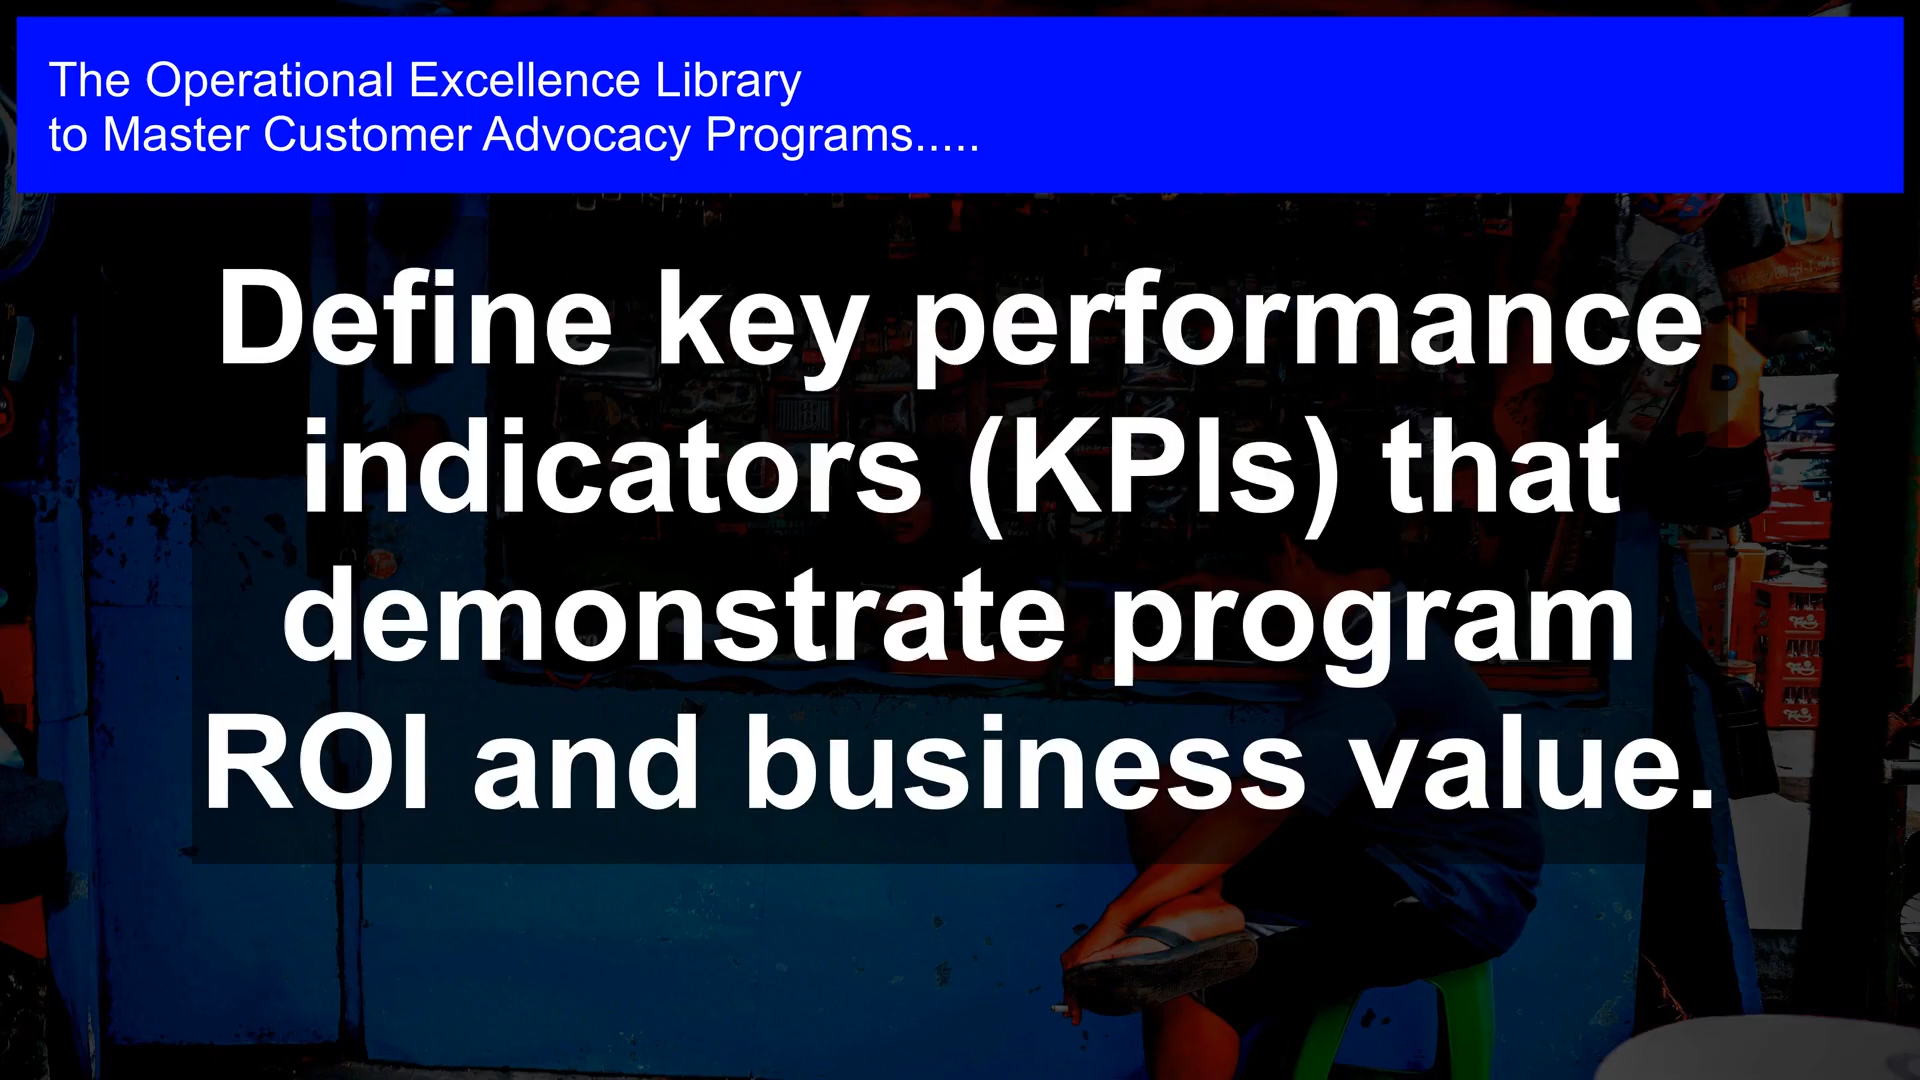 The Operational Excellence Library
to Master Customer Advocacy Programs.....
Define key performance
indicators (KPIs) that
demonstrate program
ROI and business value.